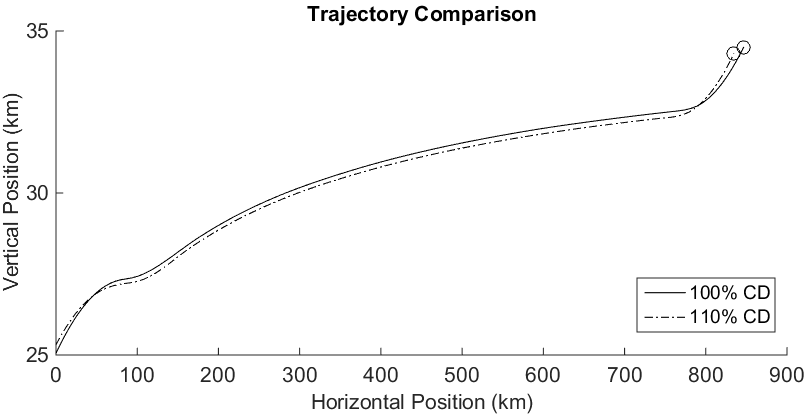 Trajectory Comparison
35
30
25
Vertical Position (km)
100% CD
110% CD
0 100 200 300 400 500 600 700 800 900
Horizontal Position (km)